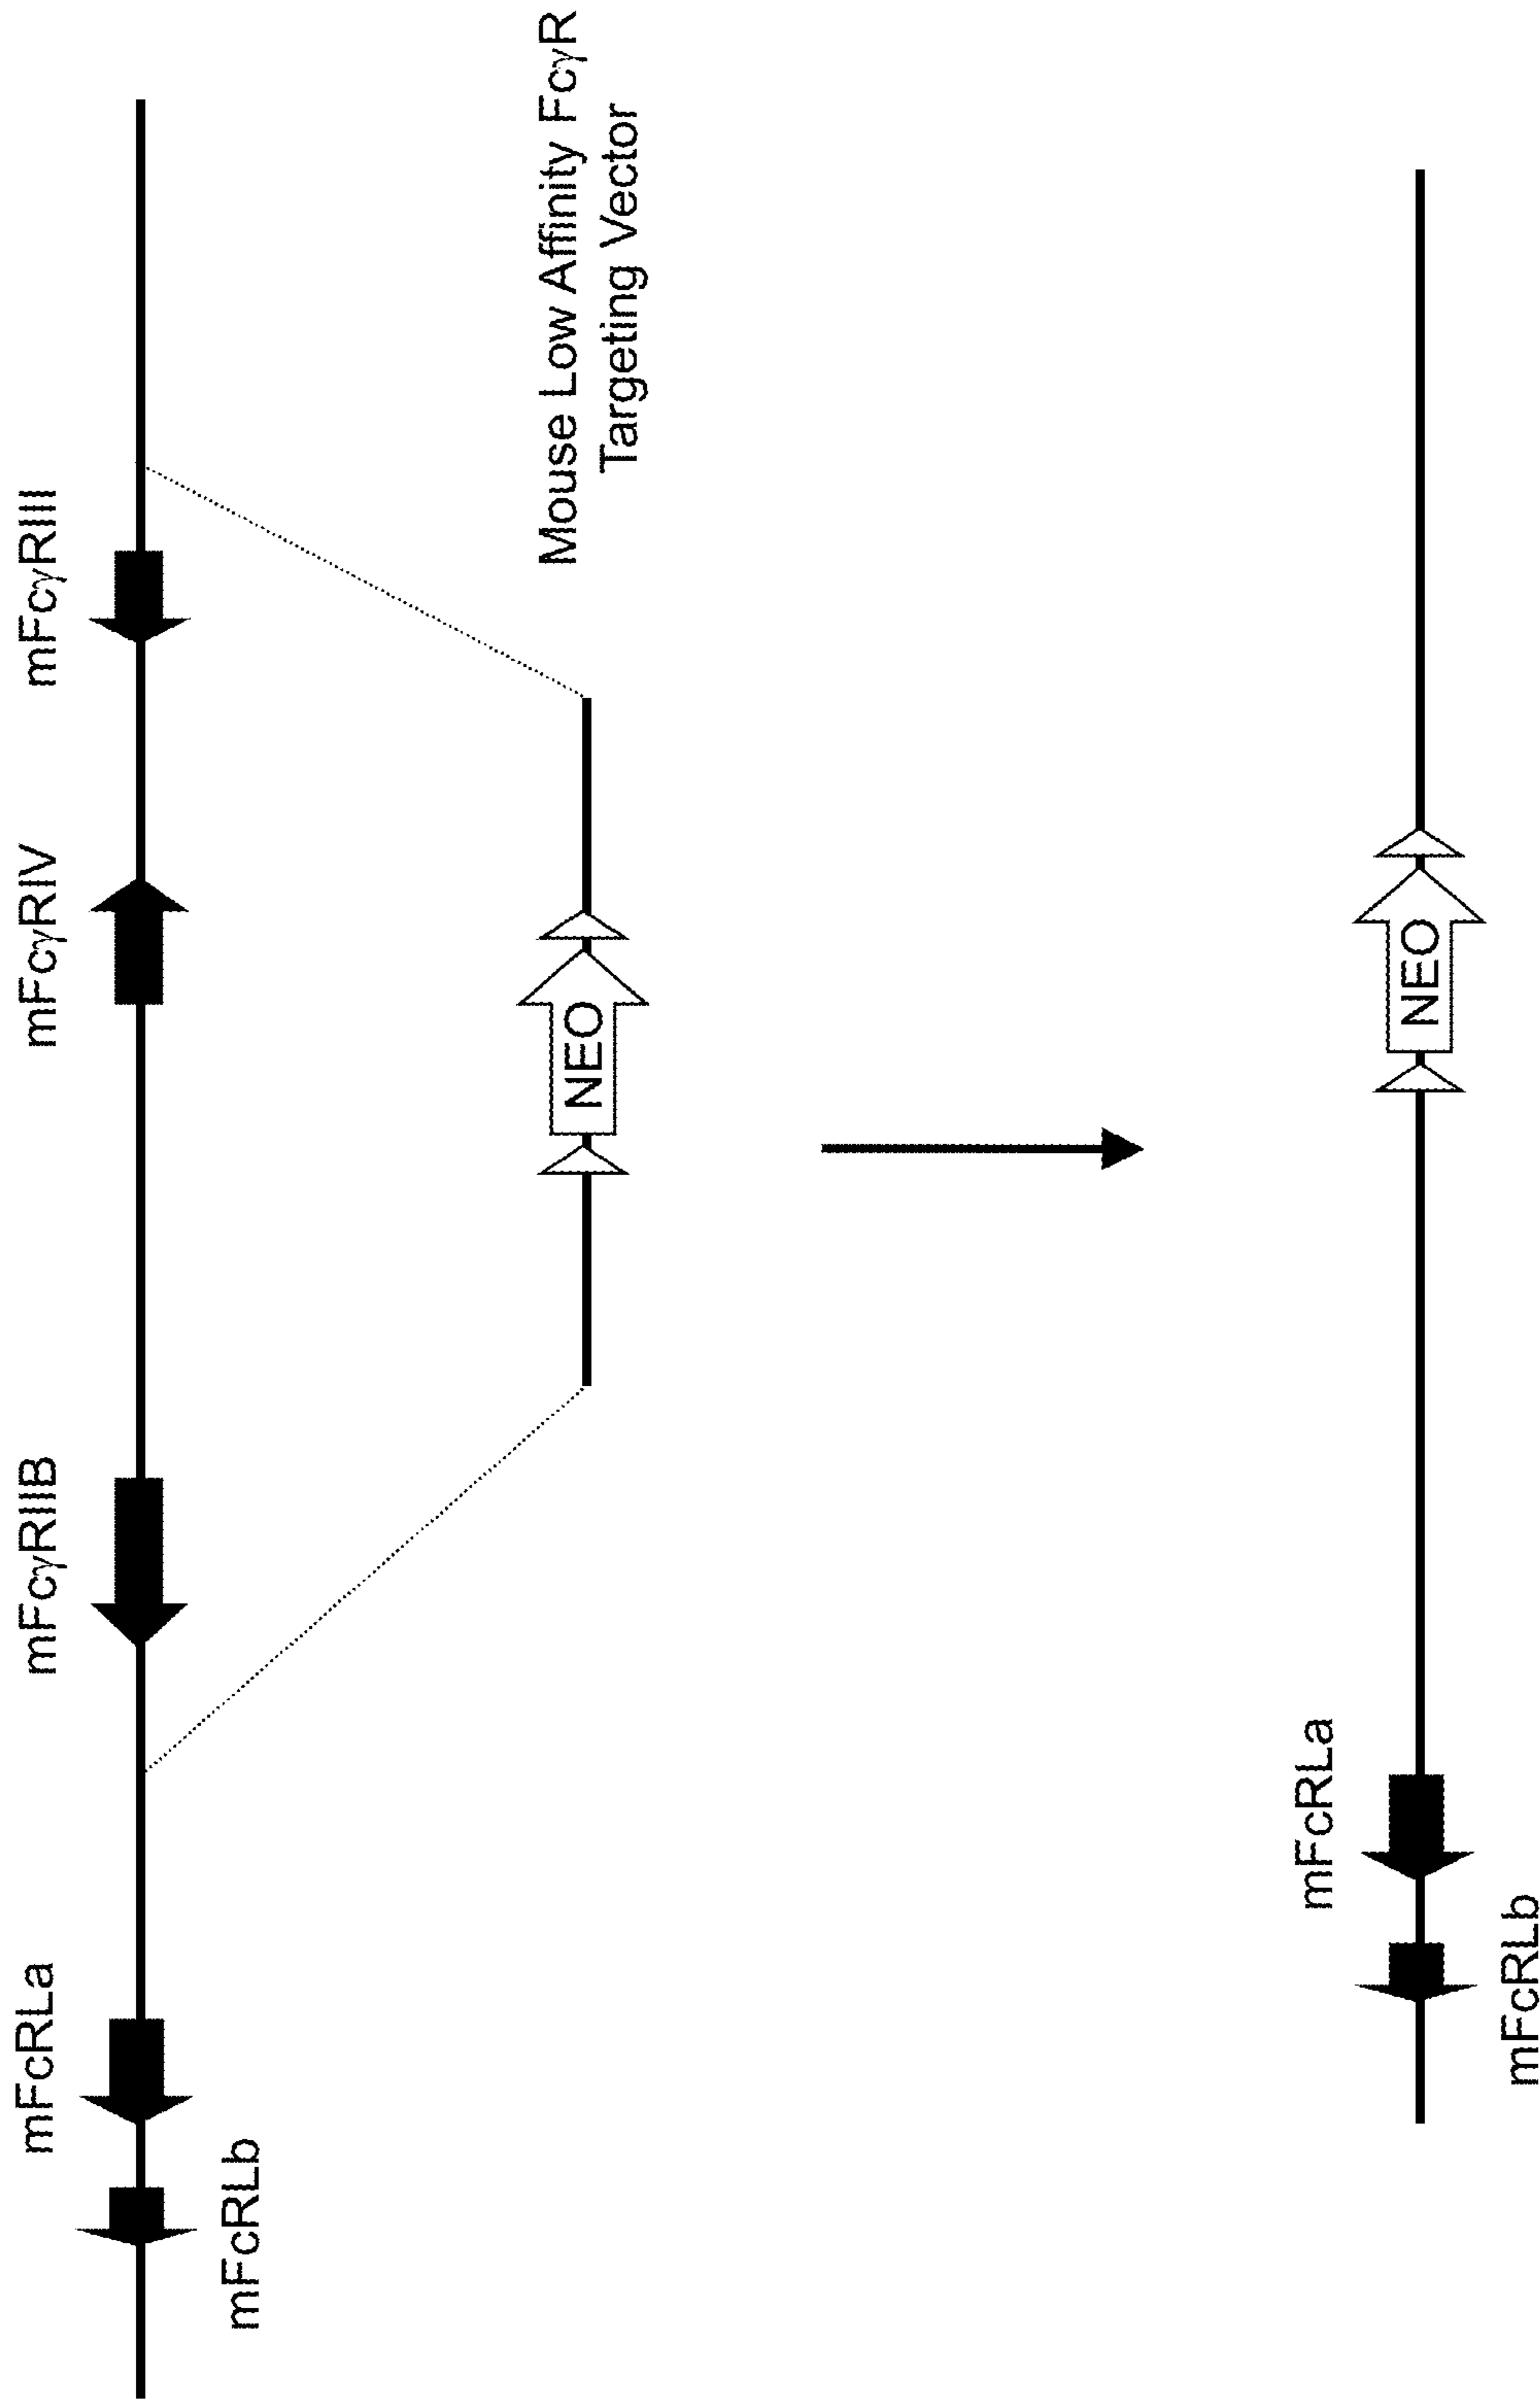 mFcRLa
mFcγRIIB
mFcγRIV
mFcγRIII
mFcRLb
Mouse Low Affinity FcγR
Targeting Vector
NEO
mFcRLa
NEO
mFcRLb